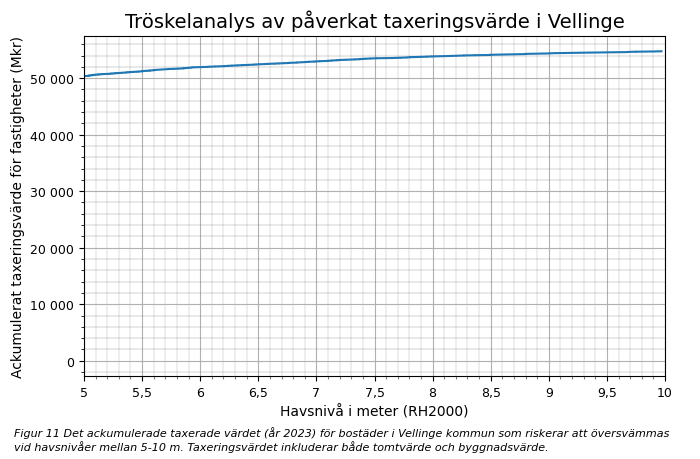 Tröskelanalys av påverkat taxeringsvärde i Vellinge
Ackumulerat taxeringsvärde för fastigheter (Mkr)
50 000
40 000
30 000
20 000
10 000
0
5 5,5 6 6,5 7 7,5 8 8,5 9 9,5 10
Havsnivå i meter (RH2000)
Figur 11 Det ackumulerade taxerade värdet (år 2023) för bostäder i Vellinge kommun som riskerar att översvämmas
vid havsnivåer mellan 5-10 m. Taxeringsvärdet inkluderar både tomtvärde och byggnadsvärde.